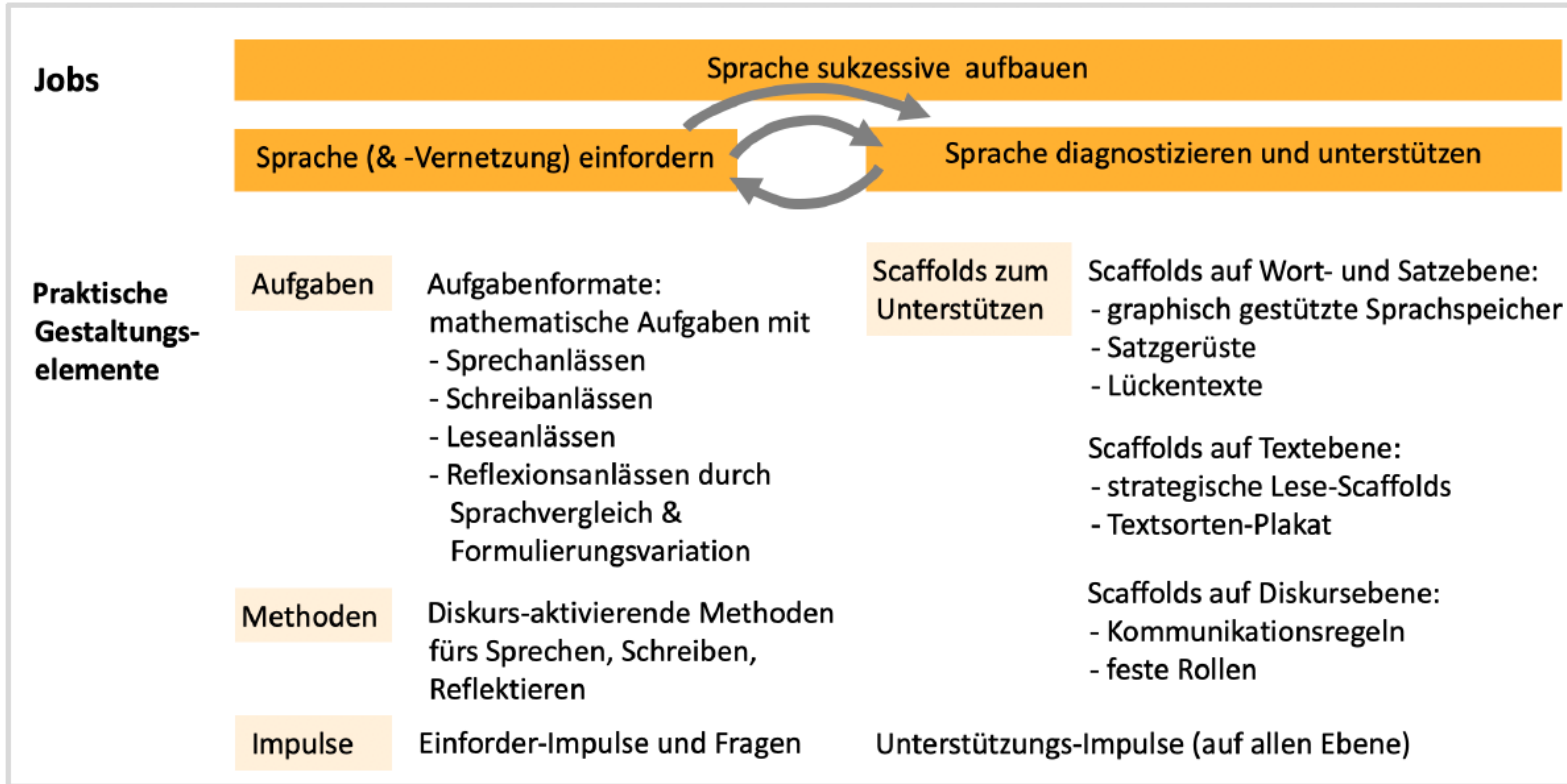 Jobs
Sprache sukzessive aufbauen
Sprache (& -Vernetzung) einfordern
Sprache diagnostizieren und unterstützen
Praktische
Gestaltungs-
elemente
Aufgaben
Aufgabenformate:
mathematische Aufgaben mit
- Sprechanlässen
- Schreibanlässen
- Leseanlässen
- Reflexionsanlässen durch
Sprachvergleich &
Formulierungsvariation
Methoden
Diskurs-aktivierende Methoden
fürs Sprechen, Schreiben,
Reflektieren
Impulse
Einforder-Impulse und Fragen
Scaffolds zum
Unterstützen
Scaffolds auf Wort- und Satzebene:
- graphisch gestützte Sprachspeicher
- Satzgerüste
- Lückentexte
Scaffolds auf Textebene:
- strategische Lese-Scaffolds
- Textsorten-Plakat
Scaffolds auf Diskursebene:
- Kommunikationsregeln
- feste Rollen
Unterstützungs-Impulse (auf allen Ebene)